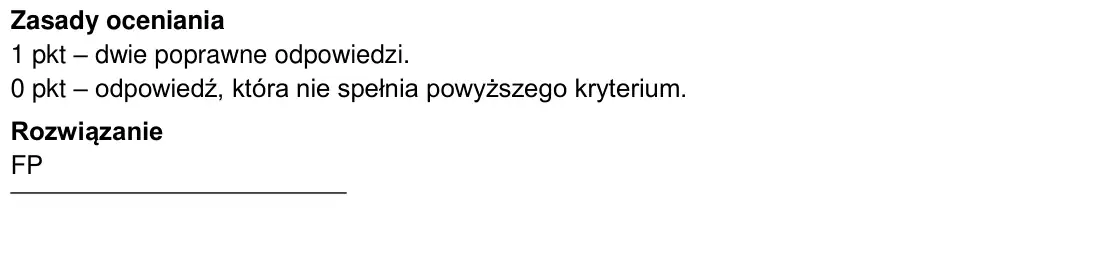 Zasady oceniania
1 pkt – dwie poprawne odpowiedzi.
0 pkt – odpowiedź, która nie spełnia powyższego kryterium.
Rozwiązanie
FP